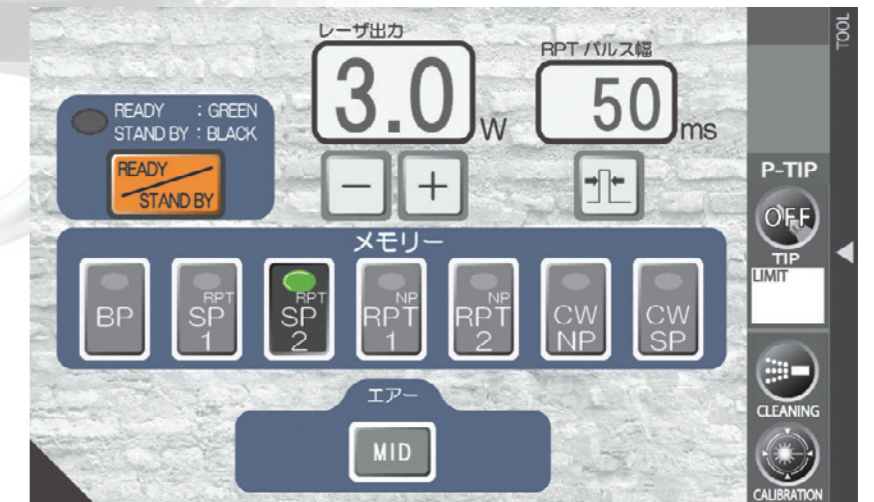 レーザ出力
3.0 W
RPT パルス幅
50 ms
READY : GREEN
STAND BY : BLACK
READY
STAND BY
メモリー
BP
RPT
SP
1
RPT
SP
2
NP
RPT
1
NP
RPT
2
CW
NP
CW
SP
エアー
MID
TOOL
P-TIP
OFF
TIP
LIMIT
CLEANING
CALIBRATION